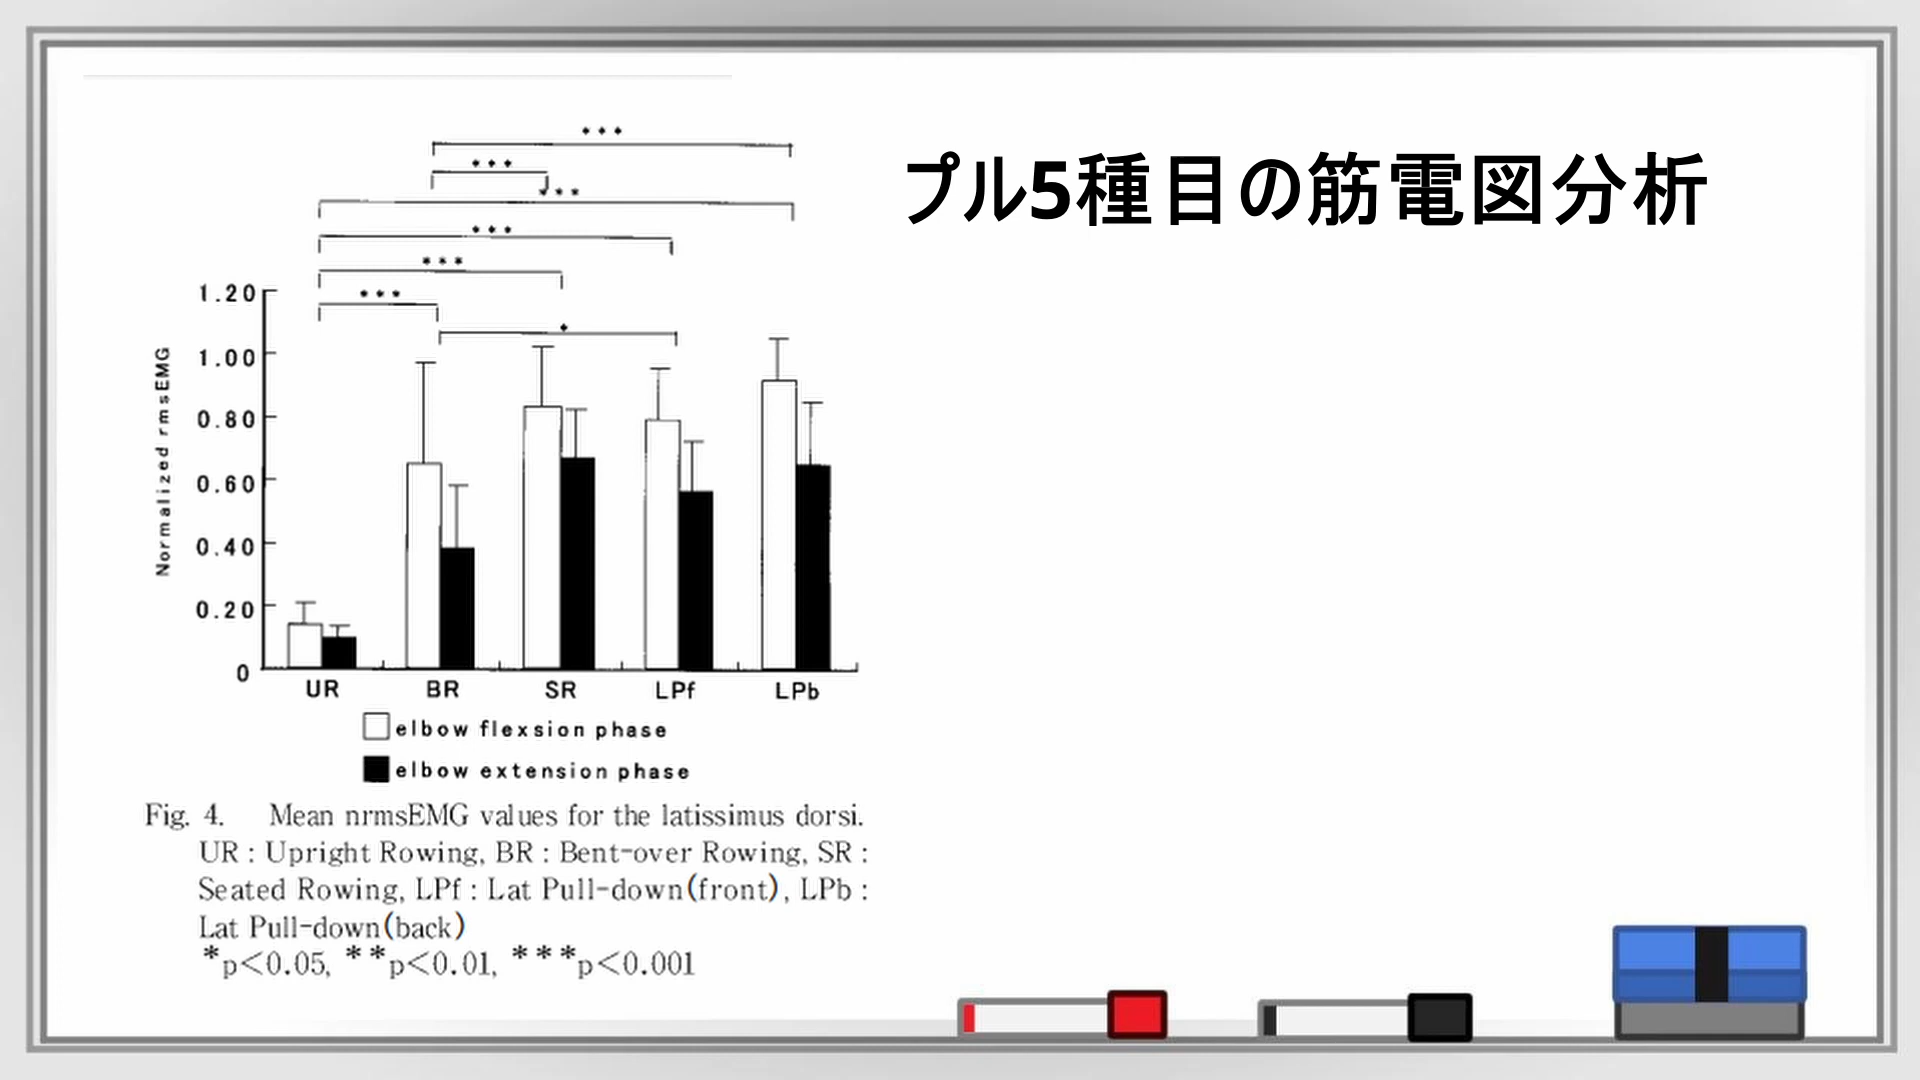 プル5種目の筋電図分析
***
***
***
***
***
***
*
Normalized rmsEMG
1.20
1.00
0.80
0.60
0.40
0.20
0
UR BR SR LPf LPb
elbow flexsion phase
elbow extension phase
Fig. 4. Mean nrmsEMG values for the latissimus dorsi.
UR : Upright Rowing, BR : Bent-over Rowing, SR :
Seated Rowing, LPf : Lat Pull-down(front), LPb :
Lat Pull-down(back)
*p<0.05, **p<0.01, ***p<0.001